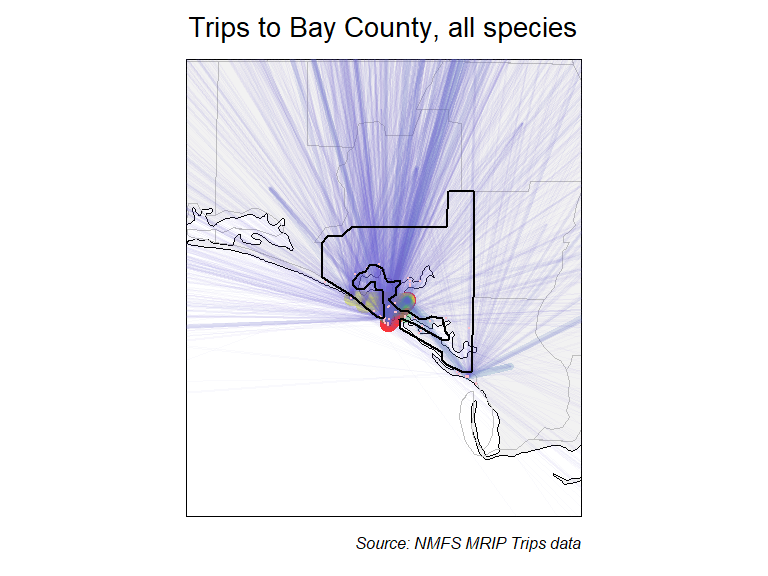 Trips to Bay County, all species
Source: NMFS MRIP Trips data